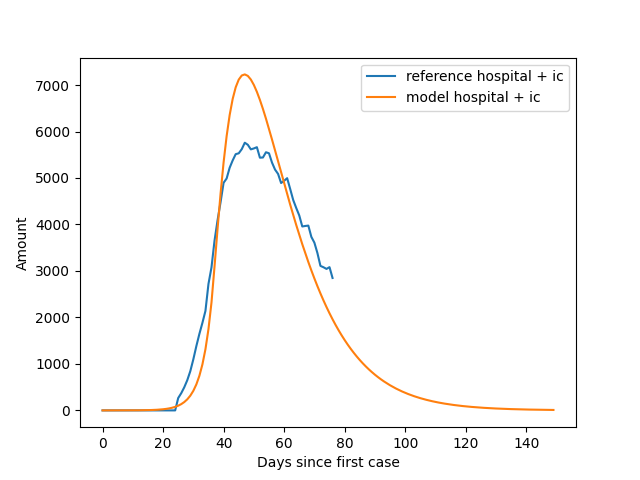 reference hospital + ic
model hospital + ic
7000
6000
5000
4000
3000
2000
1000
0
Amount
0 20 40 60 80 100 120 140
Days since first case